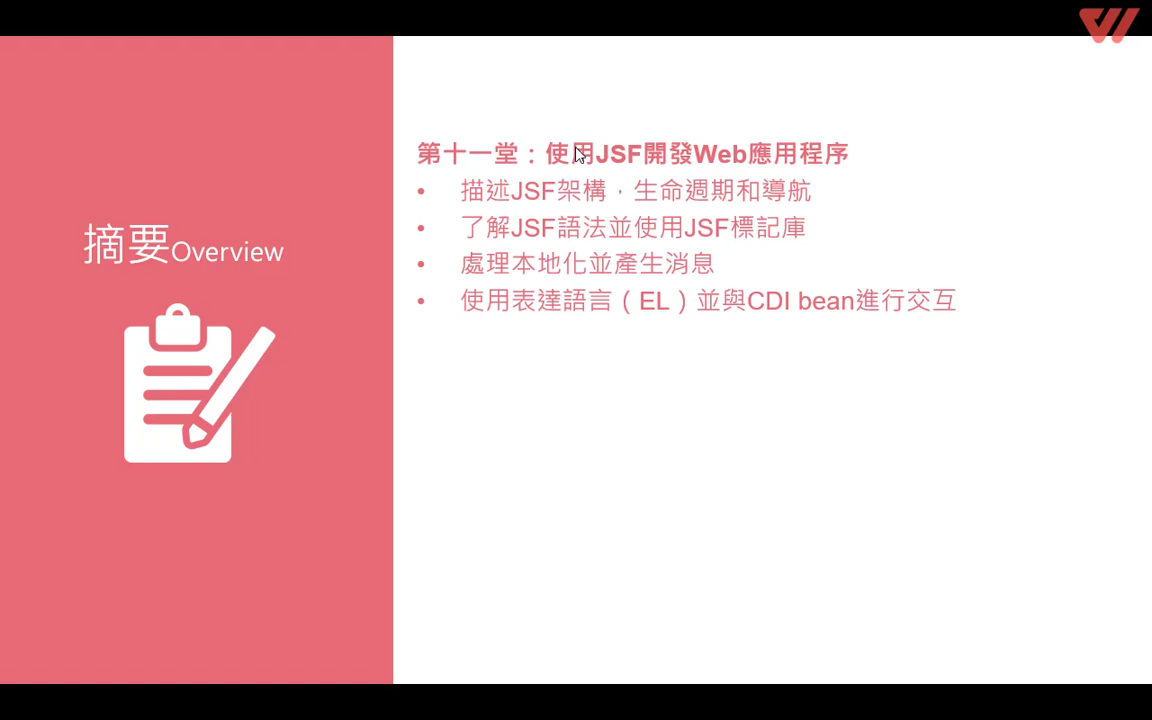 摘要Overview
第十一堂：使用JSF開發Web應用程序
• 描述JSF架構，生命週期和導航
• 了解JSF語法並使用JSF標記庫
• 處理本地化並產生消息
• 使用表達語言（EL）並與CDI bean進行交互